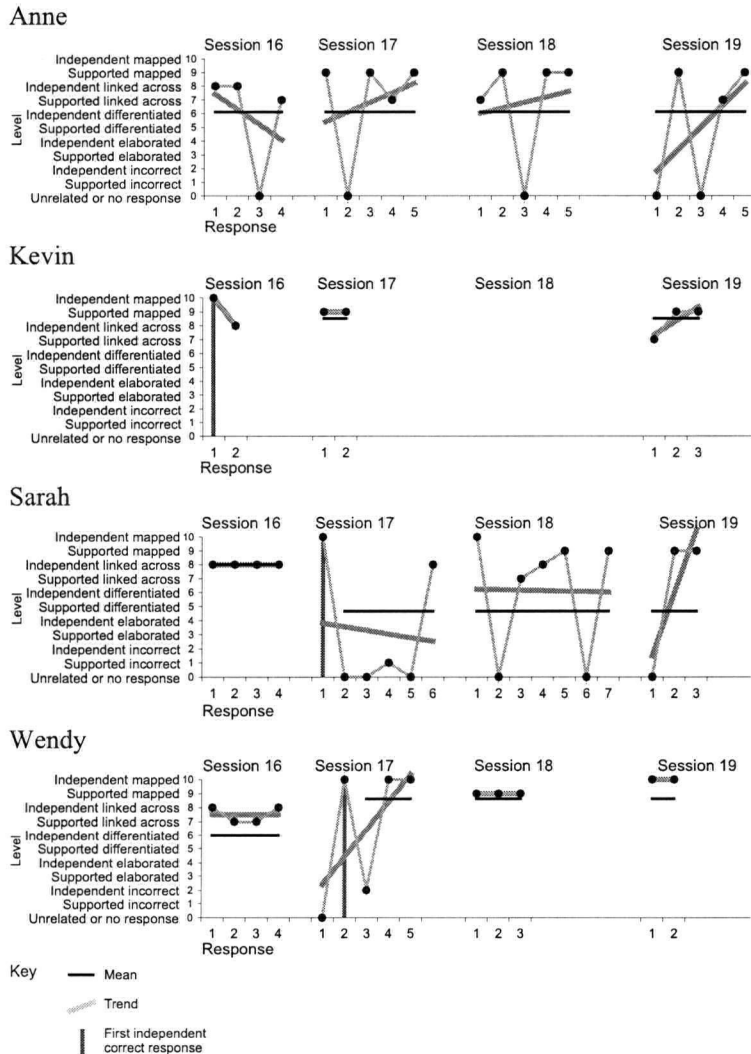 Anne
Session 16 Session 17 Session 18 Session 19
Level
Independent mapped 10
Supported mapped 9
Independent linked across 8
Supported linked across 7
Independent differentiated 6
Supported differentiated 5
Independent elaborated 4
Supported elaborated 3
Independent incorrect 2
Supported incorrect 1
Unrelated or no response 0
1 2 3 4 1 2 3 4 5 1 2 3 4 5 1 2 3 4 5
Response
Kevin
Session 16 Session 17 Session 18 Session 19
Level
Independent mapped 10
Supported mapped 9
Independent linked across 8
Supported linked across 7
Independent differentiated 6
Supported differentiated 5
Independent elaborated 4
Supported elaborated 3
Independent incorrect 2
Supported incorrect 1
Unrelated or no response 0
1 2 1 2 1 2 3
Response
Sarah
Session 16 Session 17 Session 18 Session 19
Level
Independent mapped 10
Supported mapped 9
Independent linked across 8
Supported linked across 7
Independent differentiated 6
Supported differentiated 5
Independent elaborated 4
Supported elaborated 3
Independent incorrect 2
Supported incorrect 1
Unrelated or no response 0
1 2 3 4 1 2 3 4 5 6 1 2 3 4 5 6 7 1 2 3
Response
Wendy
Session 16 Session 17 Session 18 Session 19
Level
Independent mapped 10
Supported mapped 9
Independent linked across 8
Supported linked across 7
Independent differentiated 6
Supported differentiated 5
Independent elaborated 4
Supported elaborated 3
Independent incorrect 2
Supported incorrect 1
Unrelated or no response 0
1 2 3 4 1 2 3 4 5 1 2 3 1 2
Response
Key
Mean
Trend
First independent
correct response